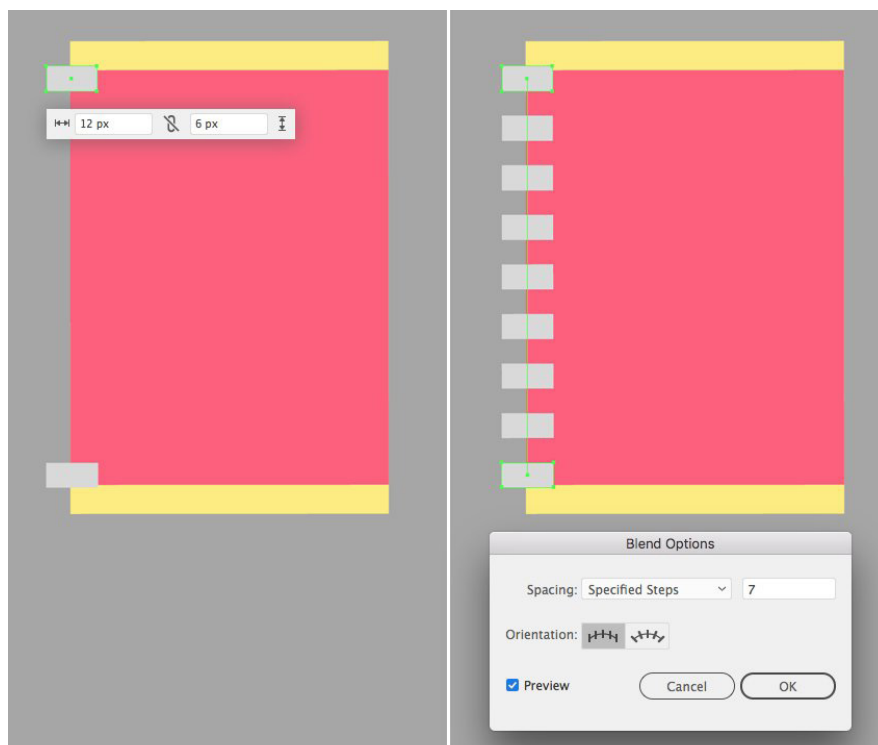 12 px
6 px
Blend Options
Spacing: Specified Steps 7
Orientation:
Preview
Cancel
OK